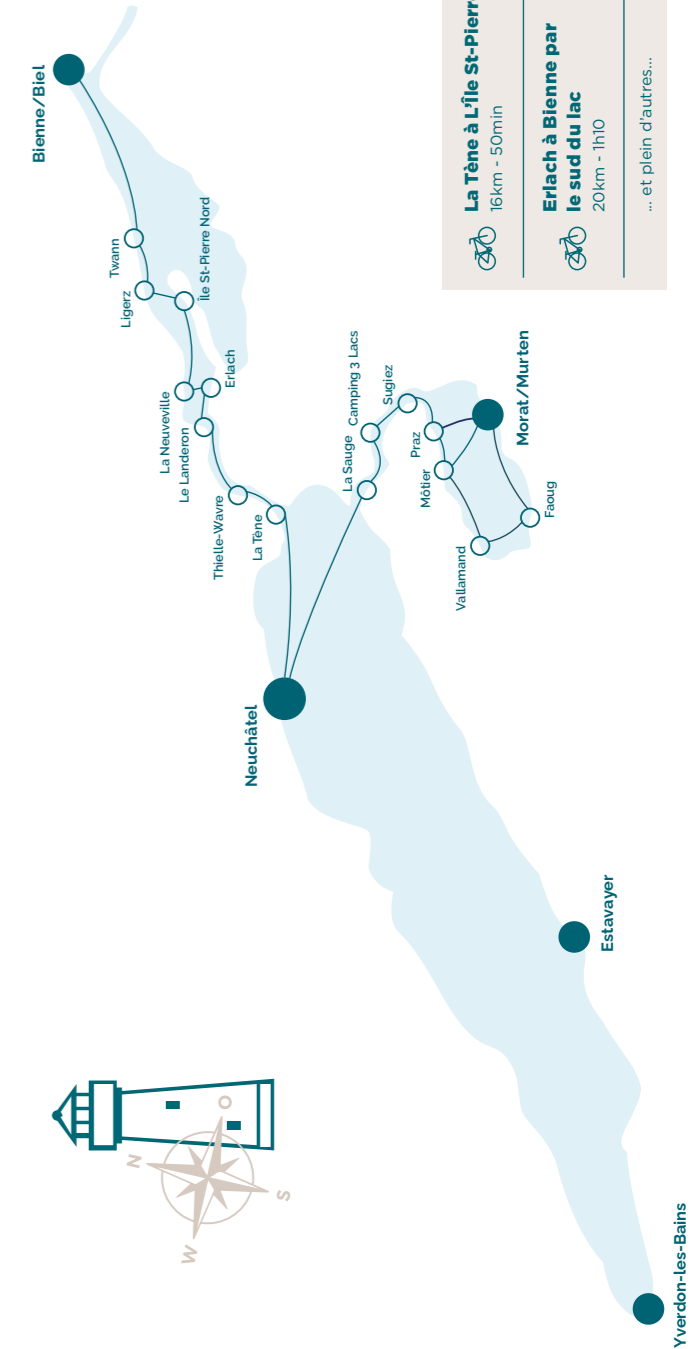 Bienne/Biel
Twann
Ligerz
Île St-Pierre Nord
La Neuveville
Erlach
Le Landeron
Thielle-Wavre
La Tène
Neuchâtel
La Sauge
Camping 3 Lacs
Sugiez
Praz
Môtier
Morat/Murten
Vallamand
Faoug
Estavayer
Yverdon-les-Bains
N
O
S
W
La Tène à L’Île St-Pierr
16km - 50min
Erlach à Bienne par
le sud du lac
20km - 1h10
... et plein d’autres...